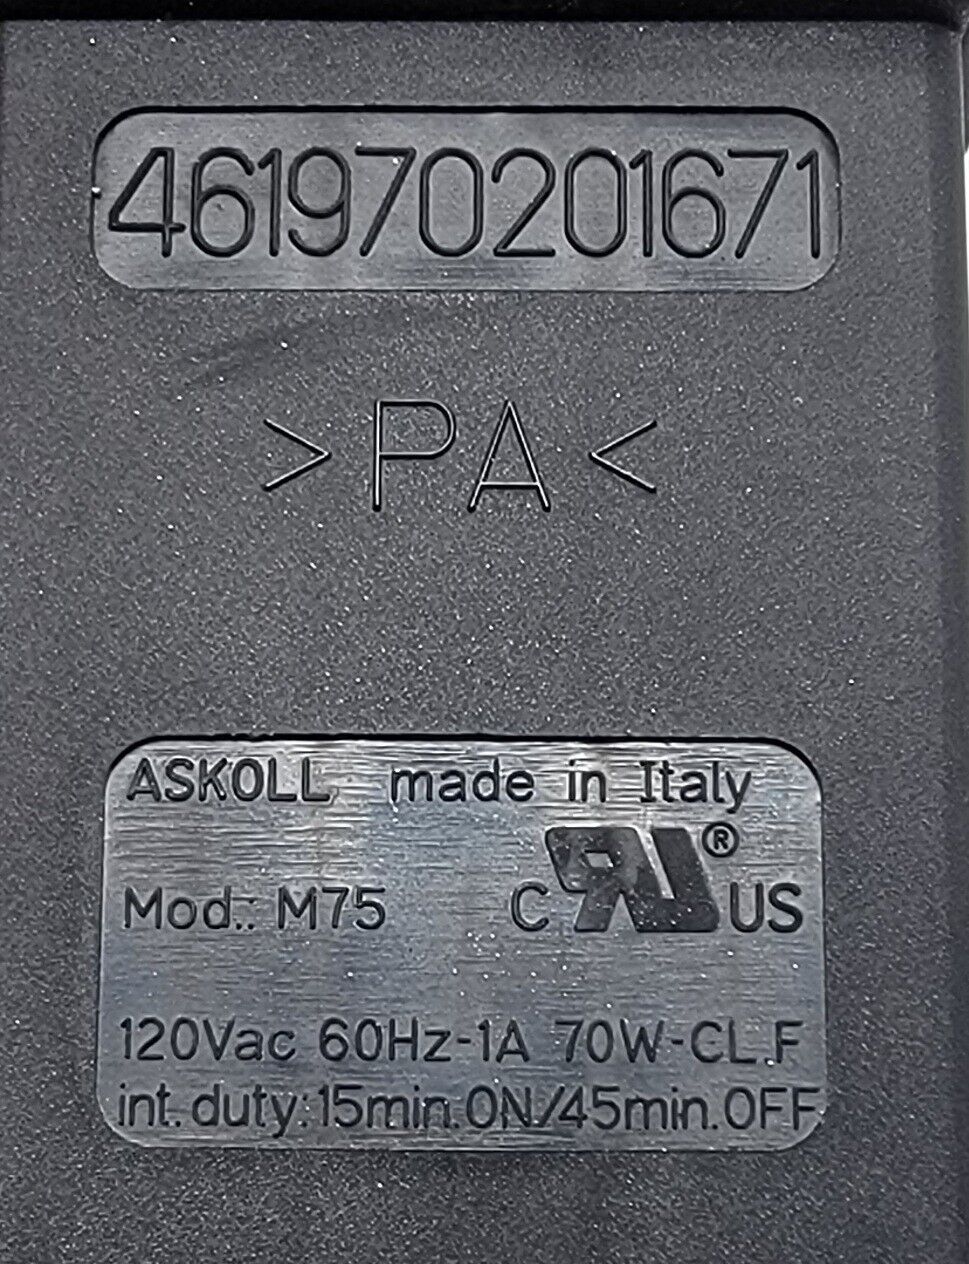 461970201671
>PA<
ASKOLL made in Italy
Mod.: M75 C RU® US
120Vac 60Hz-1A 70W-CL.F
int. duty:15min.ON/45min.OFF